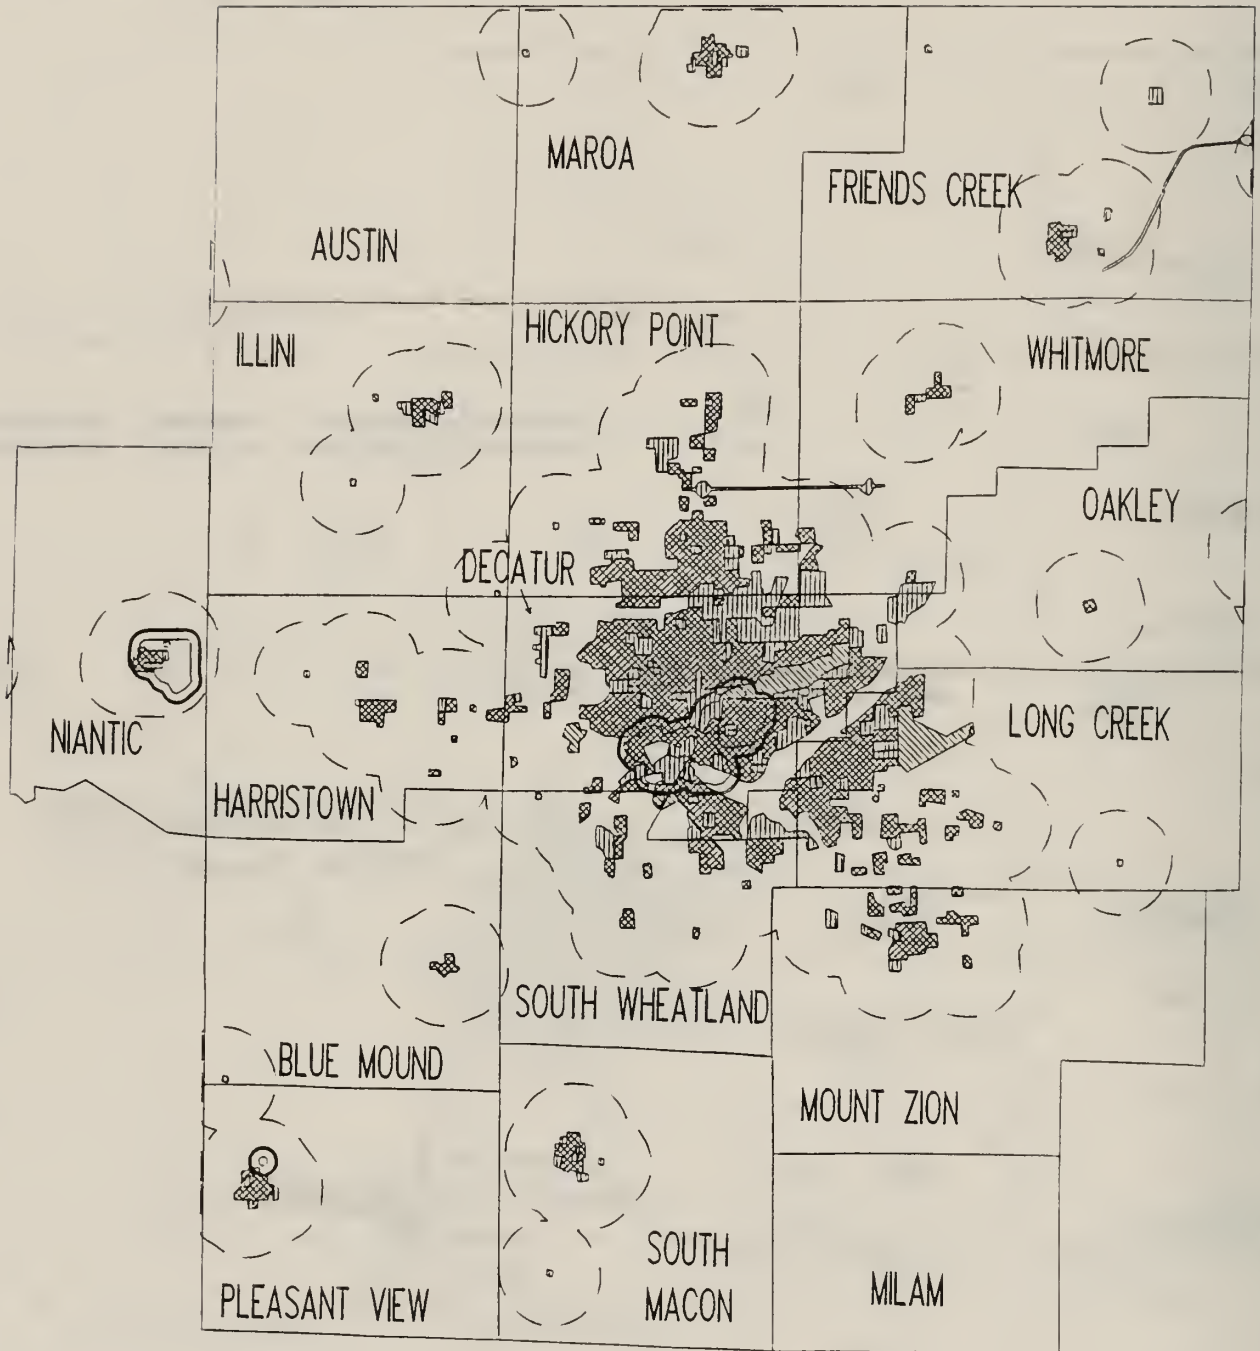 MAROA
FRIENDS CREEK
AUSTIN
HICKORY POINT
ILLINI
WHITMORE
OAKLEY
DECATUR
NIANTIC
LONG CREEK
HARRISTOWN
SOUTH WHEATLAND
BLUE MOUND
MOUNT ZION
SOUTH
MACON
PLEASANT VIEW
MILAM